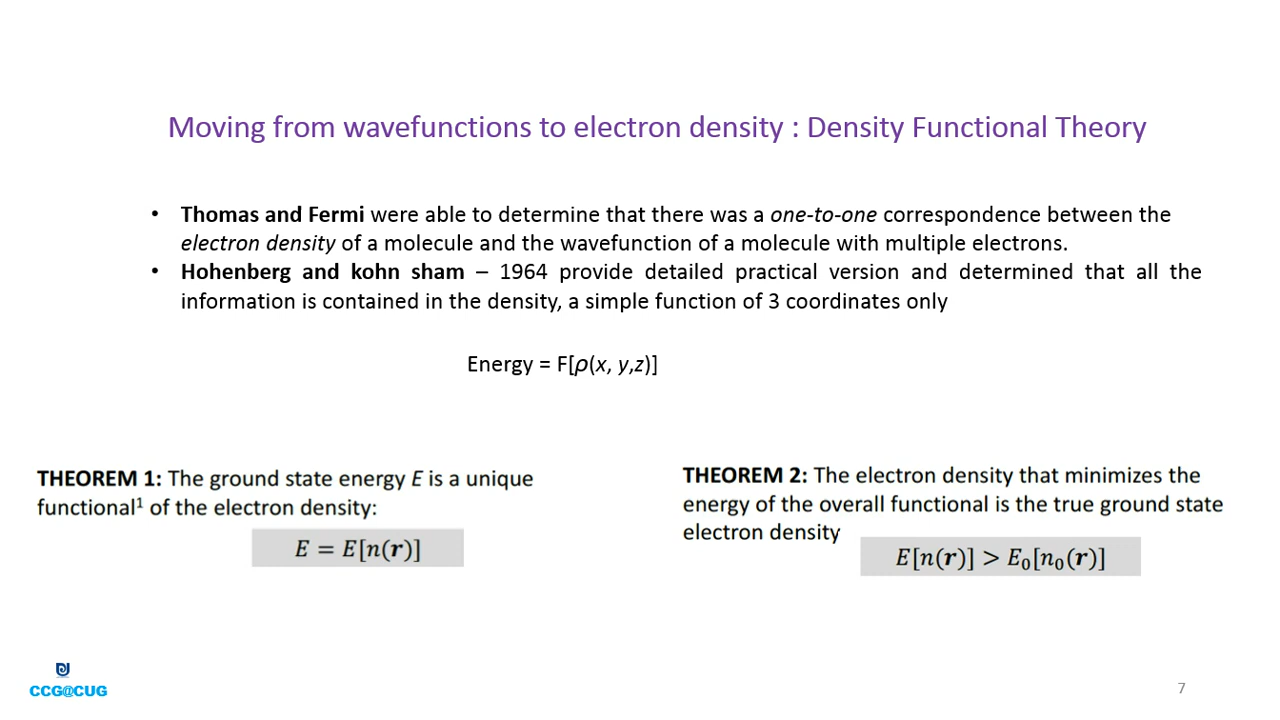 Moving from wavefunctions to electron density : Density Functional Theory
• Thomas and Fermi were able to determine that there was a one-to-one correspondence between the
electron density of a molecule and the wavefunction of a molecule with multiple electrons.
• Hohenberg and kohn sham – 1964 provide detailed practical version and determined that all the
information is contained in the density, a simple function of 3 coordinates only
Energy = F[ρ(x, y,z)]
THEOREM 1: The ground state energy E is a unique
functional¹ of the electron density:
E = E[n(r)]
THEOREM 2: The electron density that minimizes the
energy of the overall functional is the true ground state
electron density
E[n(r)] > E₀[n₀(r)]
CCG@CUG
7